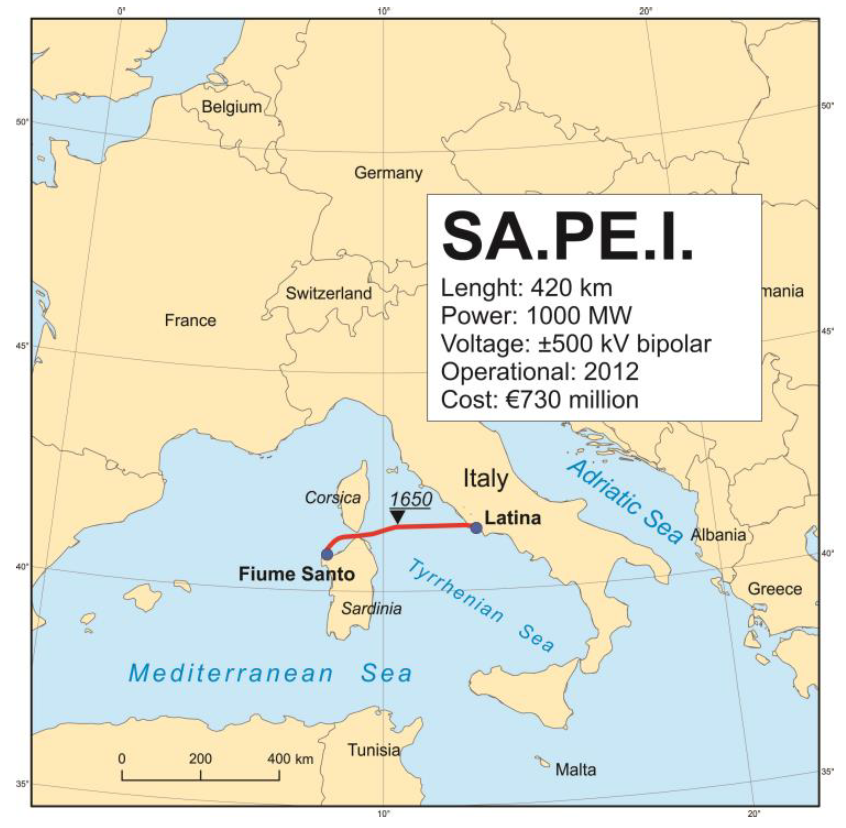 0°
10°
20°
50°
50°
Belgium
Germany
SA.PE.I.
Lenght: 420 km
Power: 1000 MW
Voltage: ±500 kV bipolar
Operational: 2012
Cost: €730 million
Switzerland
mania
France
45°
45°
Italy
Adriatic Sea
Corsica
1650
Latina
Albania
40°
40°
Fiume Santo
Tyrrhenian Sea
Greece
Sardinia
Mediterranean Sea
Tunisia
0 200 400 km
Malta
35°
35°
10°
20°